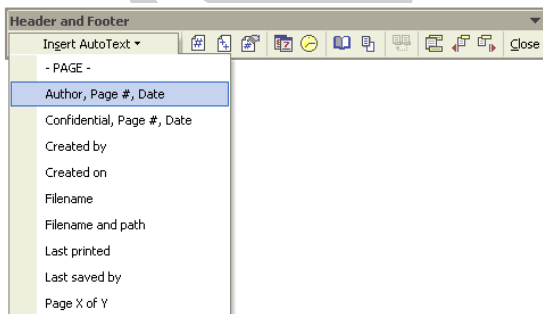 Header and Footer
Insert AutoText Close
- PAGE -
Author, Page #, Date
Confidential, Page #, Date
Created by
Created on
Filename
Filename and path
Last printed
Last saved by
Page X of Y